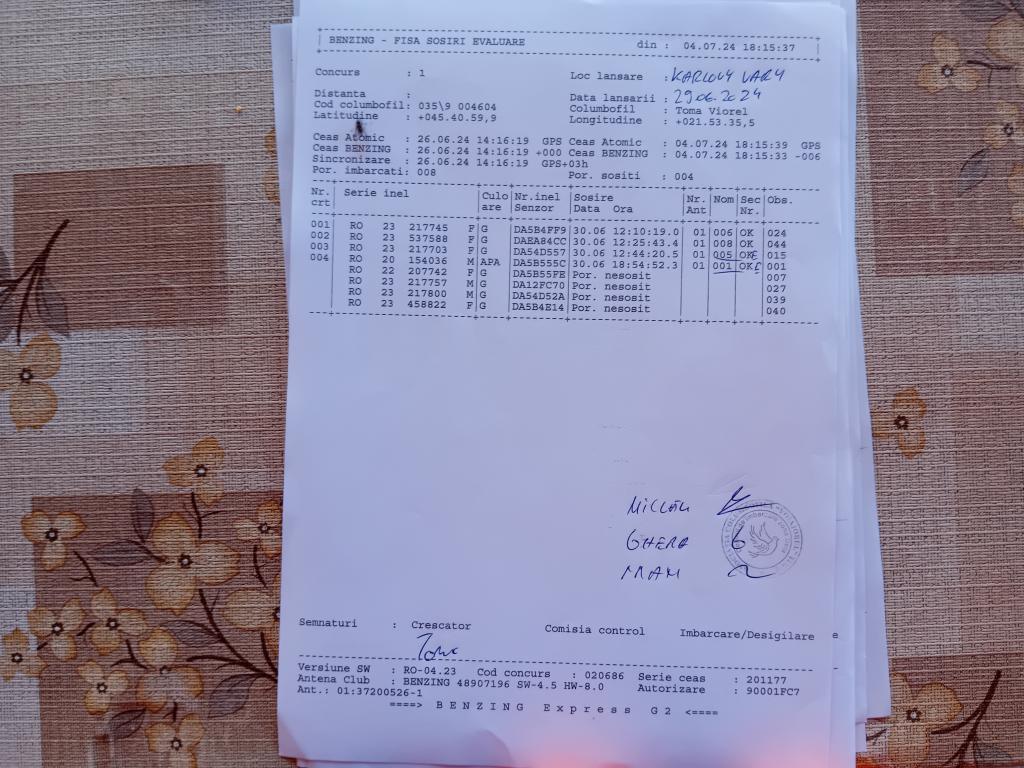 BENZING - FISA SOSIRI EVALUARE din : 04.07.24 18:15:37
Concurs : 1 Loc lansare : KARLOVY VARY
Distanta : Data lansarii : 29.06.2024
Cod columbofil: 035\9 004604 Columbofil : Toma Viorel
Latitudine : +045.40.59,9 Longitudine : +021.53.35,5
Ceas Atomic : 26.06.24 14:16:19 GPS Ceas Atomic : 04.07.24 18:15:39 GPS
Ceas BENZING : 26.06.24 14:16:19 +000 Ceas BENZING : 04.07.24 18:15:33 -006
Sincronizare : 26.06.24 14:16:19 GPS+03h
Por. imbarcati: 008 Por. sositi : 004
Nr. Serie inel Culo Nr.inel Sosire Nr. Nom Sec Obs.
crt are Senzor Data Ora Ant Nr.
001 RO 23 217745 F G DA5B4FF9 30.06 12:10:19.0 01 006 OK 024
002 RO 23 537588 F G DAEA84CC 30.06 12:25:43.4 01 008 OK 044
003 RO 23 217703 F G DA54D557 30.06 12:44:20.5 01 005 OKE 015
004 RO 20 154036 M APA DA5B555C 30.06 18:54:52.3 01 001 OKE 001
RO 22 207742 F G DA5B55FE Por. nesosit 007
RO 23 217757 M G DA12FC70 Por. nesosit 027
RO 23 217800 M G DA54D52A Por. nesosit 039
RO 23 458822 F G DA5B4E14 Por. nesosit 040
GHERA
Semnaturi : Crescator Comisia control Imbarcare/Desigilare e
Toma
Versiune SW : RO-04.23 Cod concurs : 020686 Serie ceas : 201177
Antena Club : BENZING 48907196 SW-4.5 HW-8.0 Autorizare : 90001FC7
Ant.: 01:37200526-1
====> BENZING Express G2 <====